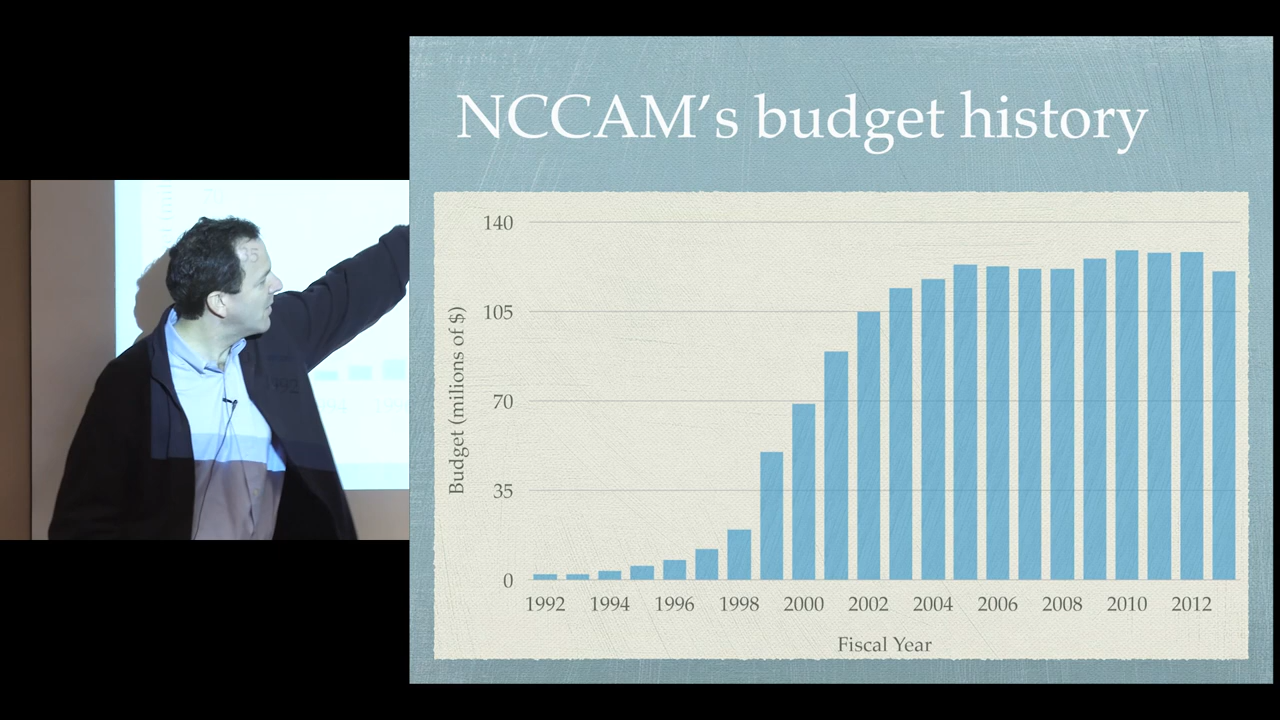 NCCAM’s budget history
140
105
70
35
0
Budget (milions of $)
1992 1994 1996 1998 2000 2002 2004 2006 2008 2010 2012
Fiscal Year